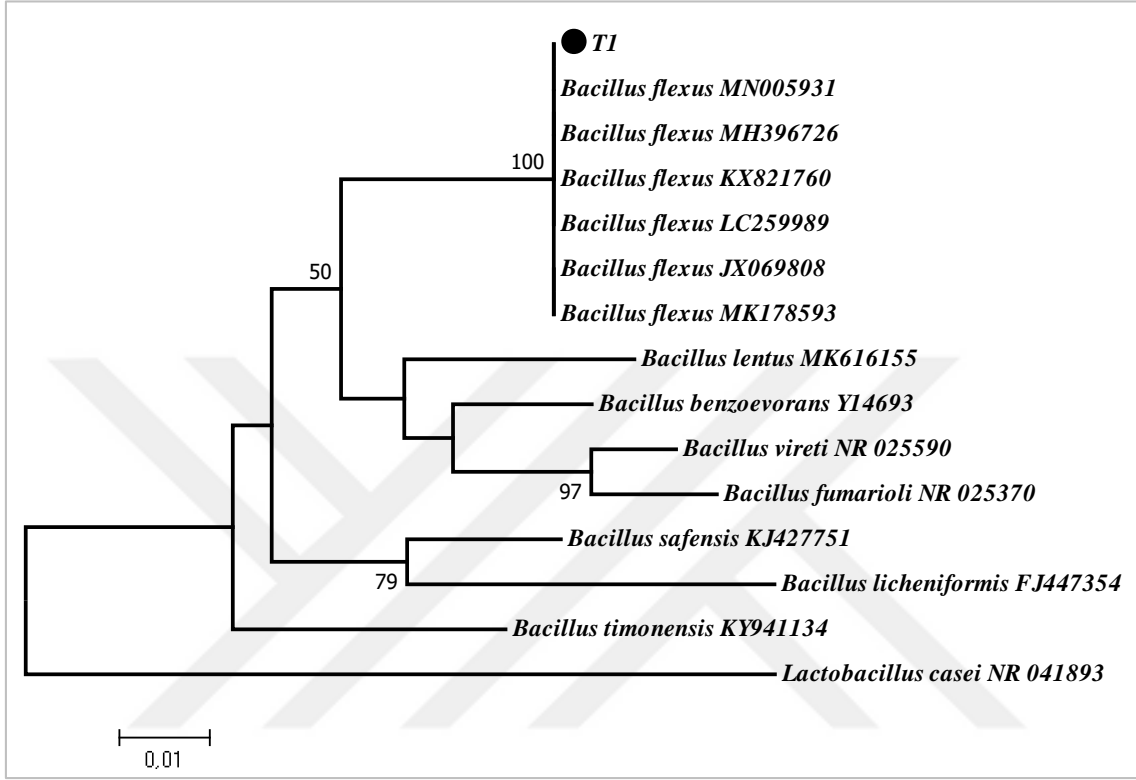 T1
Bacillus flexus MN005931
Bacillus flexus MH396726
100
Bacillus flexus KX821760
Bacillus flexus LC259989
50
Bacillus flexus JX069808
Bacillus flexus MK178593
Bacillus lentus MK616155
Bacillus benzoevorans Y14693
Bacillus vireti NR 025590
97
Bacillus fumarioli NR 025370
Bacillus safensis KJ427751
79
Bacillus licheniformis FJ447354
Bacillus timonensis KY941134
Lactobacillus casei NR 041893
0,01